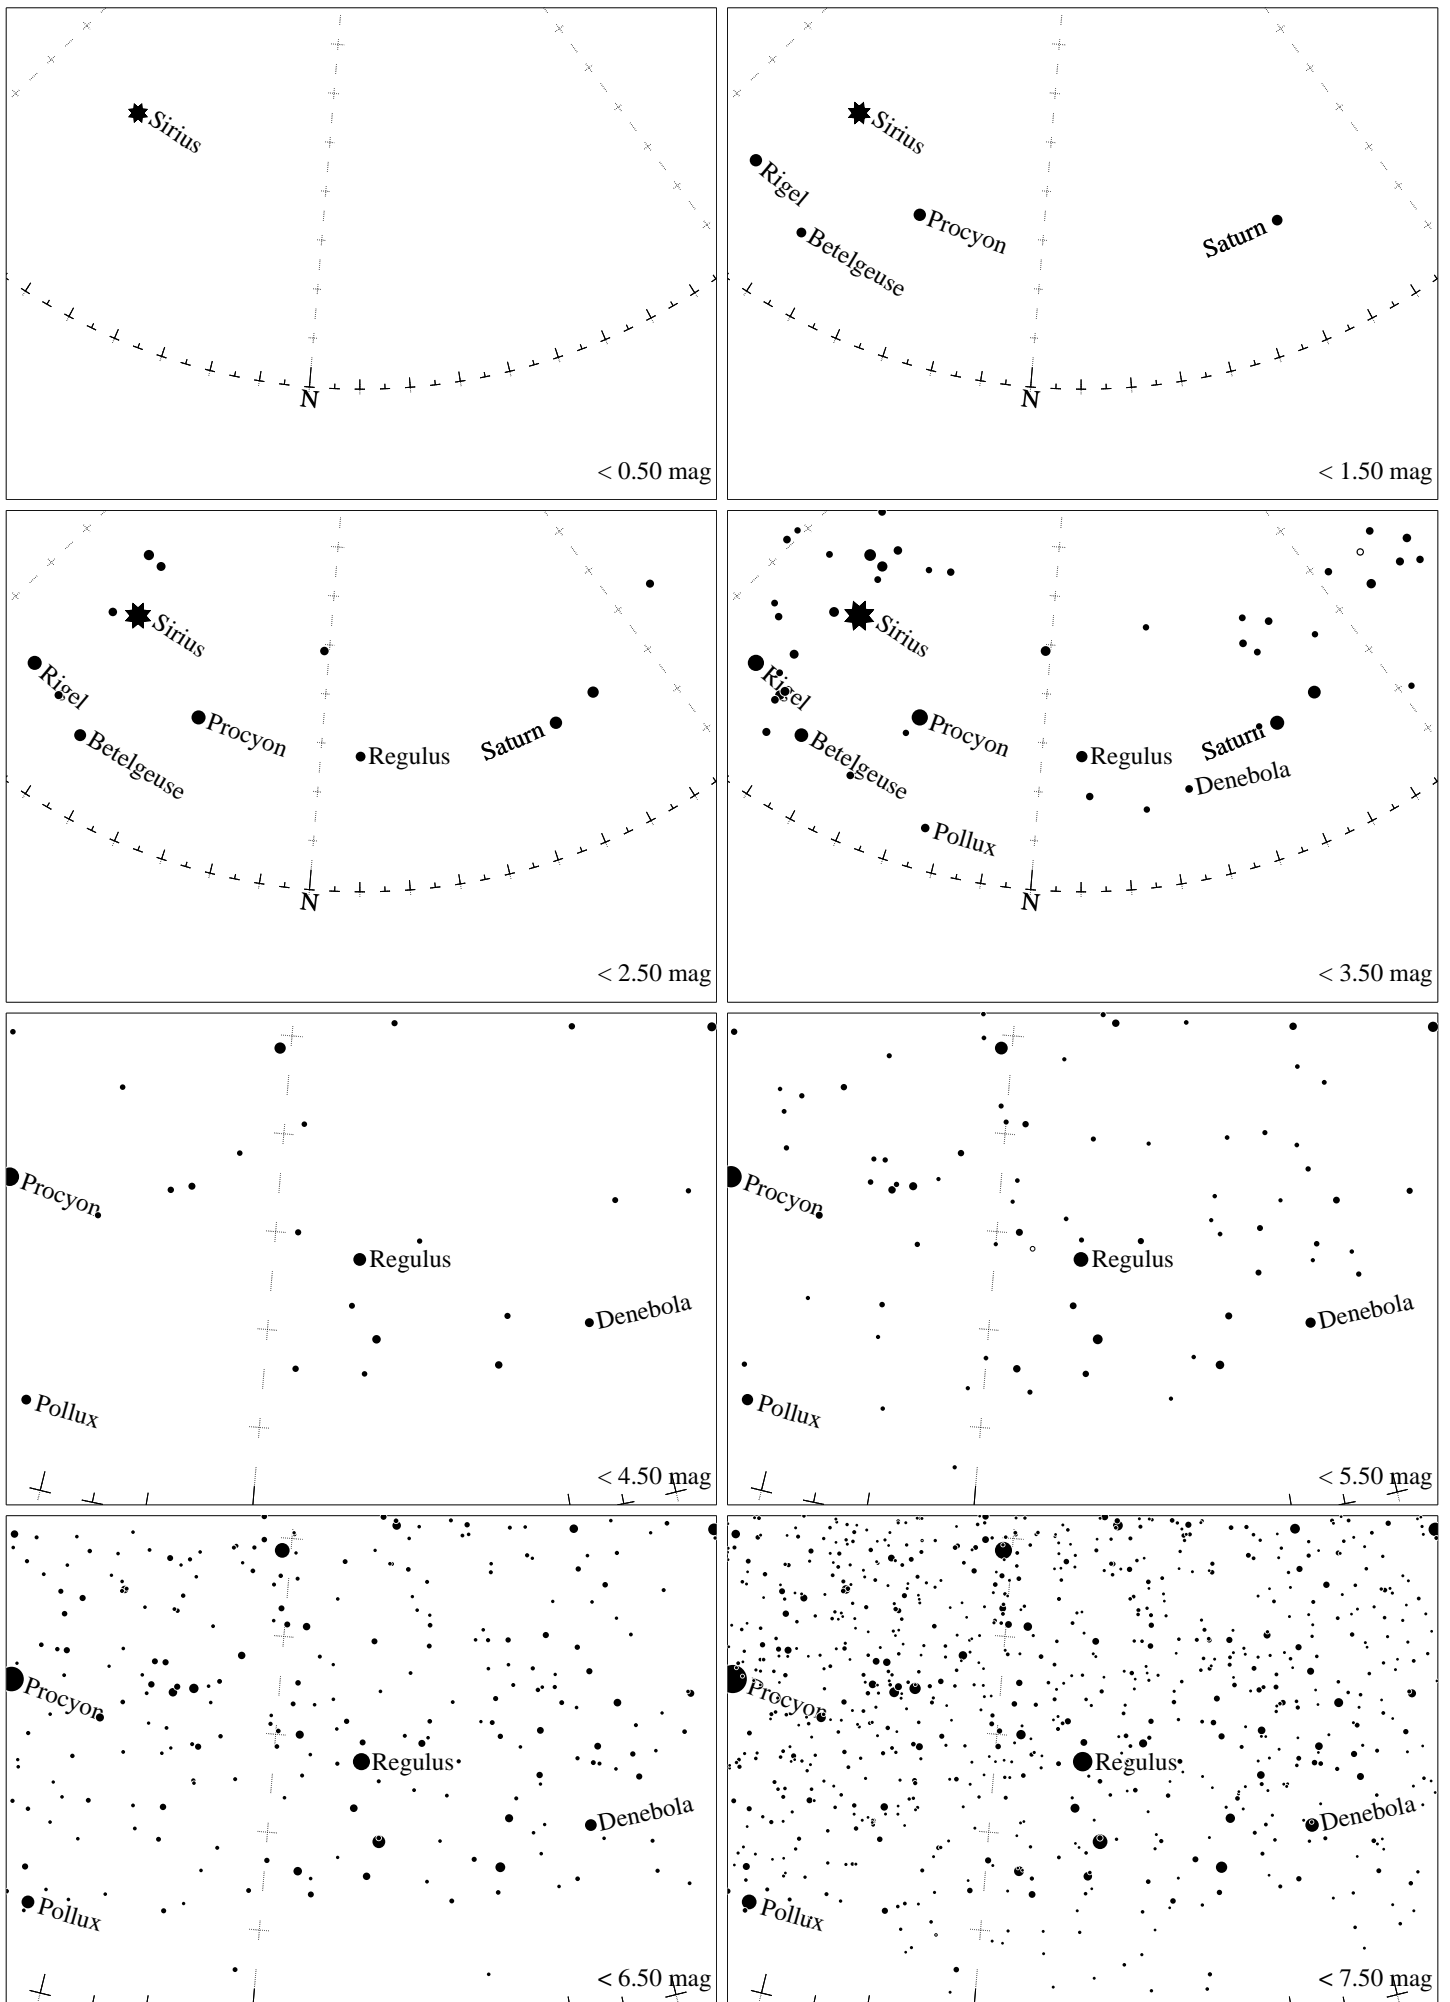 Sirius
N
< 0.50 mag
Sirius
Rigel
Procyon
Betelgeuse
Saturn
N
< 1.50 mag
Sirius
Rigel
Procyon
Betelgeuse
Regulus
Saturn
N
< 2.50 mag
Sirius
Rigel
Procyon
Betelgeuse
Regulus
Saturn
Denebola
Pollux
N
< 3.50 mag
Procyon
Regulus
Denebola
Pollux
< 4.50 mag
Procyon
Regulus
Denebola
Pollux
< 5.50 mag
Procyon
Regulus
Denebola
Pollux
< 6.50 mag
Procyon
Regulus
Denebola
Pollux
< 7.50 mag